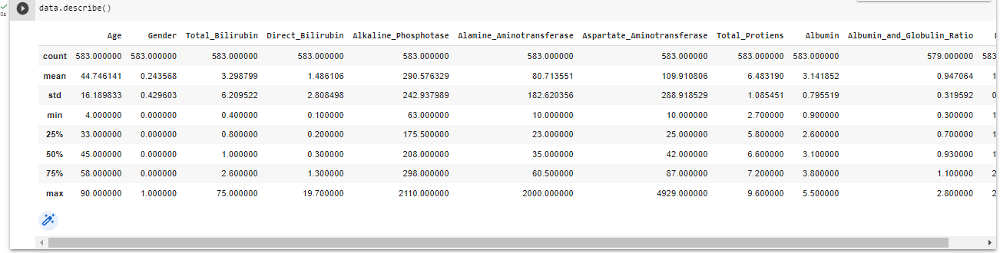 data.describe()
0s
Age Gender Total_Bilirubin Direct_Bilirubin Alkaline_Phosphotase Alamine_Aminotransferase Aspartate_Aminotransferase Total_Protiens Albumin Albumin_and_Globulin_Ratio
count 583.000000 583.000000 583.000000 583.000000 583.000000 583.000000 583.000000 583.000000 583.000000 579.000000 583
mean 44.746141 0.243568 3.298799 1.486106 290.576329 80.713551 109.910806 6.483190 3.141852 0.947064 1
std 16.189833 0.429603 6.209522 2.808498 242.937989 182.620356 288.918529 1.085451 0.795519 0.319592 0
min 4.000000 0.000000 0.400000 0.100000 63.000000 10.000000 10.000000 2.700000 0.900000 0.300000 1
25% 33.000000 0.000000 0.800000 0.200000 175.500000 23.000000 25.000000 5.800000 2.600000 0.700000 1
50% 45.000000 0.000000 1.000000 0.300000 208.000000 35.000000 42.000000 6.600000 3.100000 0.930000 1
75% 58.000000 0.000000 2.600000 1.300000 298.000000 60.500000 87.000000 7.200000 3.800000 1.100000 2
max 90.000000 1.000000 75.000000 19.700000 2110.000000 2000.000000 4929.000000 9.600000 5.500000 2.800000 2